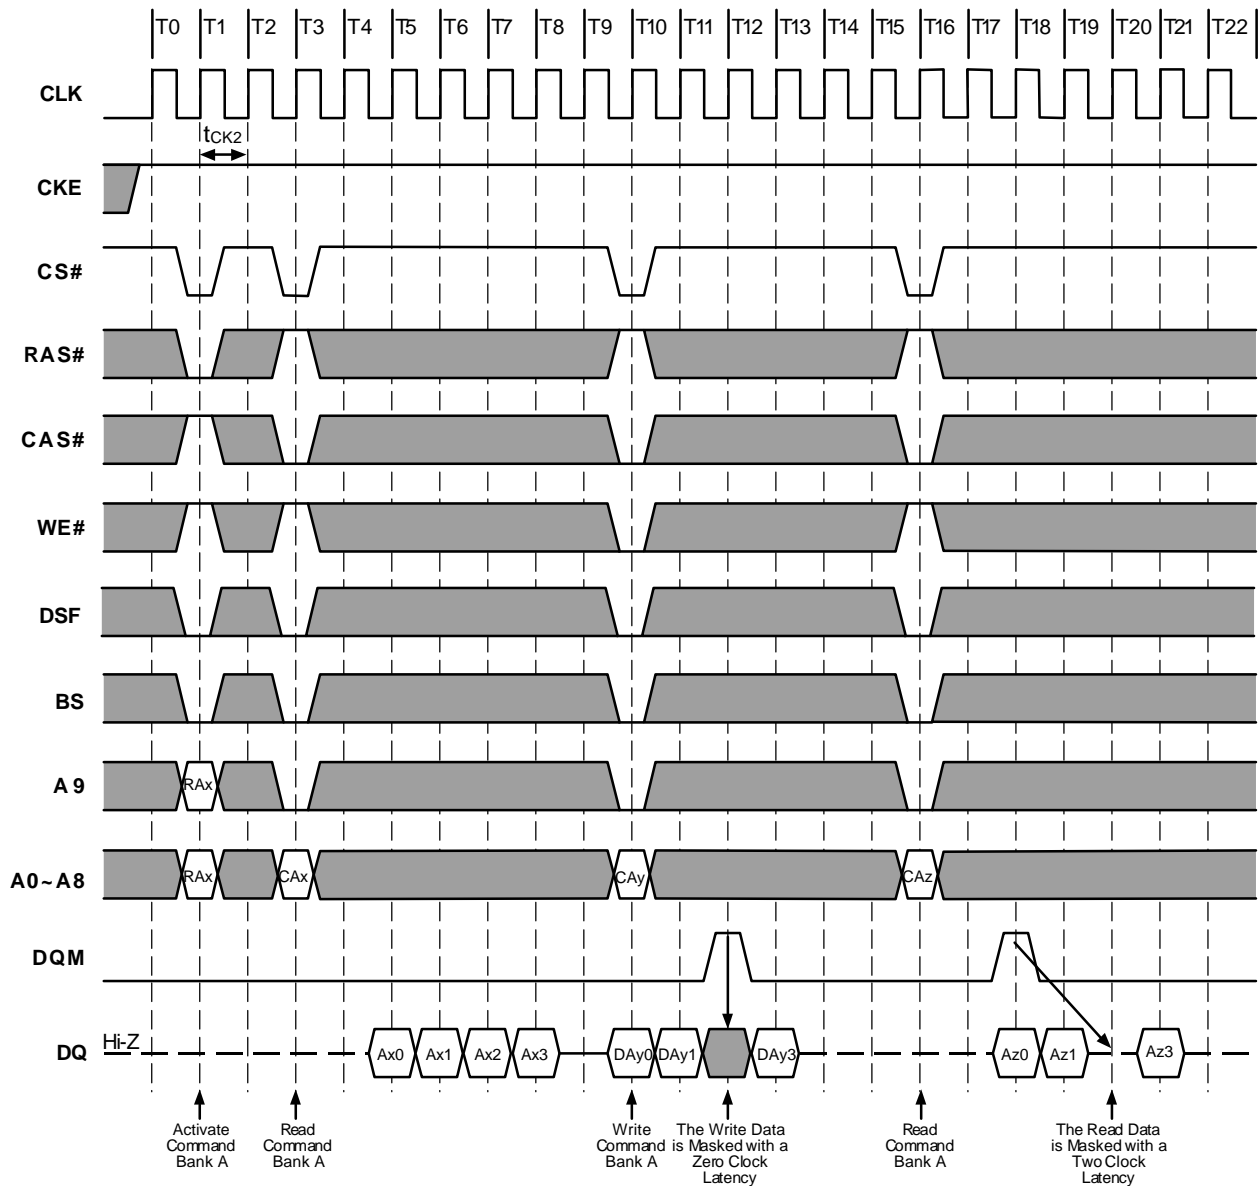 T0 T1 T2 T3 T4 T5 T6 T7 T8 T9 T10 T11 T12 T13 T14 T15 T16 T17 T18 T19 T20 T21 T22
CLK
tCK2
CKE
CS#
RAS#
CAS#
WE#
DSF
BS
A9
RAx
A0~A8
RAx CAx CAy CAz
DQM
DQ
Hi-Z
Ax0 Ax1 Ax2 Ax3 DAy0 DAy1 DAy3 Az0 Az1 Az3
Activate
Command
Bank A
Read
Command
Bank A
Write
Command
Bank A
The Write Data
is Masked with a
Zero Clock
Latency
Read
Command
Bank A
The Read Data
is Masked with a
Two Clock
Latency